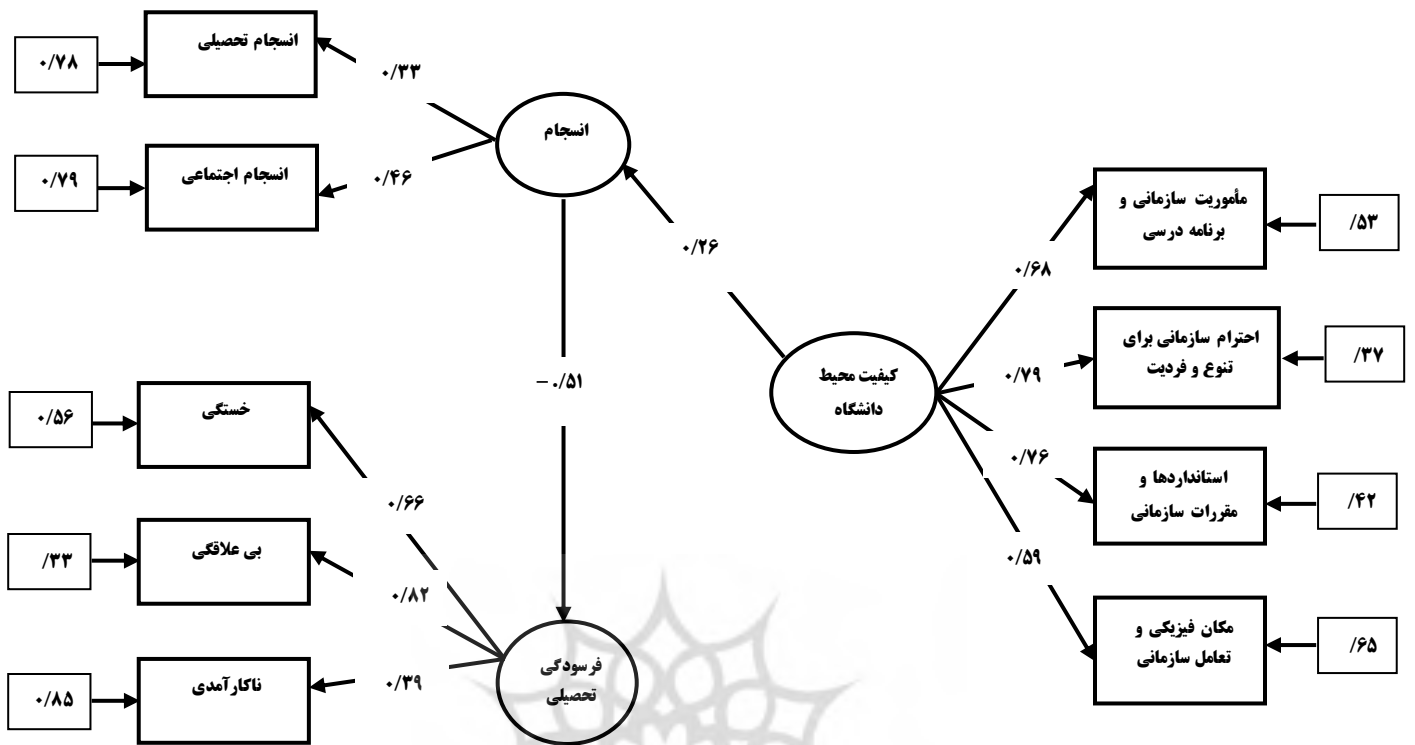 انسجام تحصیلی
۰/۷۸
۰/۳۳
انسجام
انسجام اجتماعی
۰/۷۹
۰/۴۶
مأموریت سازمانی و
برنامه درسی
/۵۳
۰/۲۶
۰/۶۸
احترام سازمانی برای
تنوع و فردیت
/۳۷
کیفیت محیط
دانشگاه
۰/۷۹
−۰/۵۱
خستگی
۰/۵۶
۰/۷۶
استانداردها و
مقررات سازمانی
/۴۲
۰/۶۶
بی علاقگی
/۳۳
۰/۵۹
۰/۸۲
مکان فیزیکی و
تعامل سازمانی
/۶۵
فرسودگی
تحصیلی
ناکارآمدی
۰/۸۵
۰/۳۹